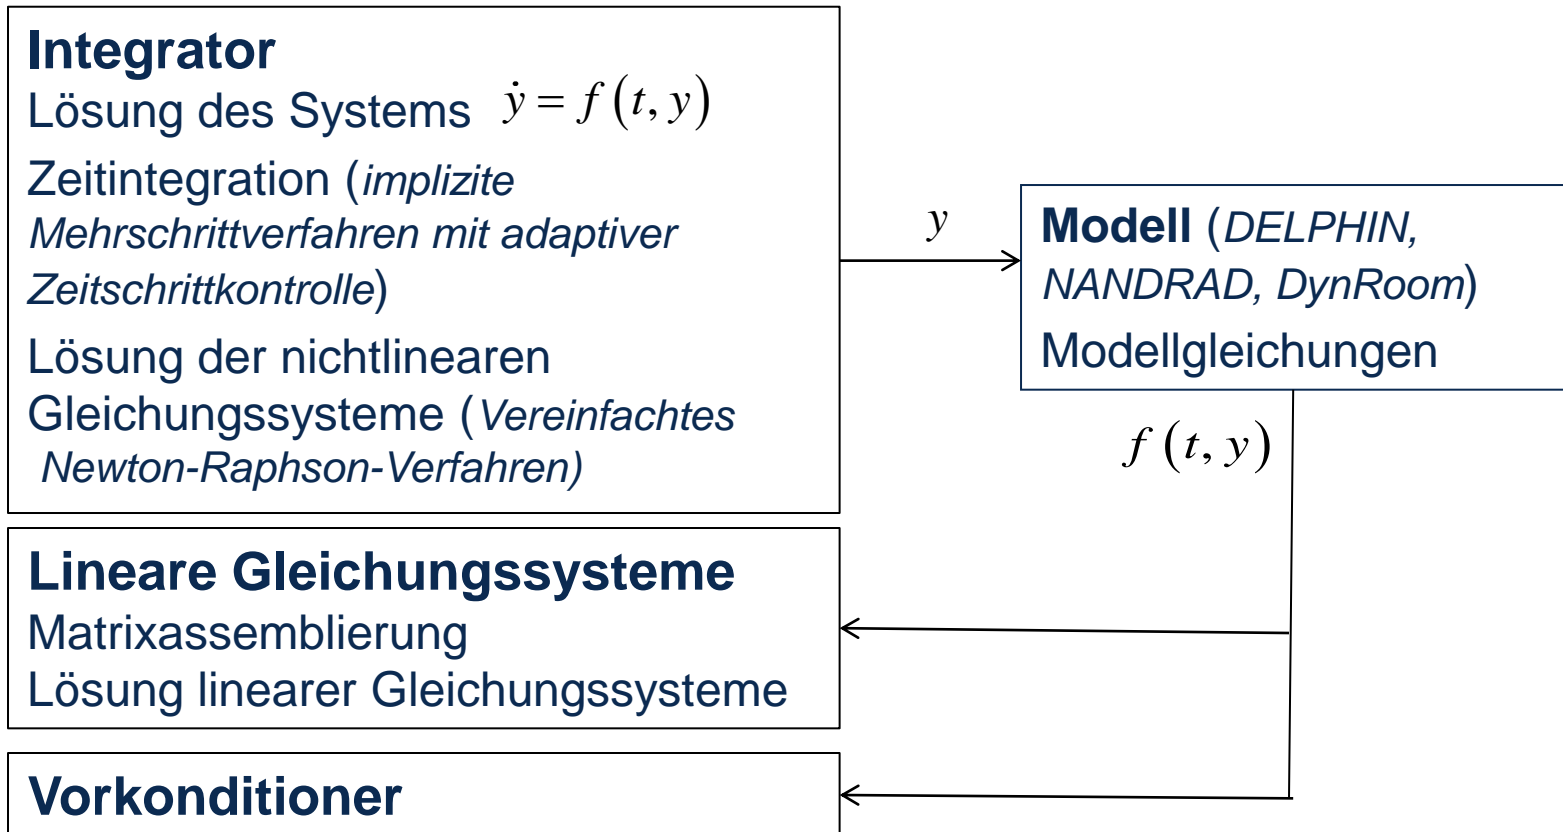 Integrator
Lösung des Systems ẏ = f(t, y)
Zeitintegration (implizite
Mehrschrittverfahren mit adaptiver
Zeitschrittkontrolle)
Lösung der nichtlinearen
Gleichungssysteme (Vereinfachtes
Newton-Raphson-Verfahren)
y
Modell (DELPHIN,
NANDRAD, DynRoom)
Modellgleichungen
f(t, y)
Lineare Gleichungssysteme
Matrixassemblierung
Lösung linearer Gleichungssysteme
Vorkonditioner